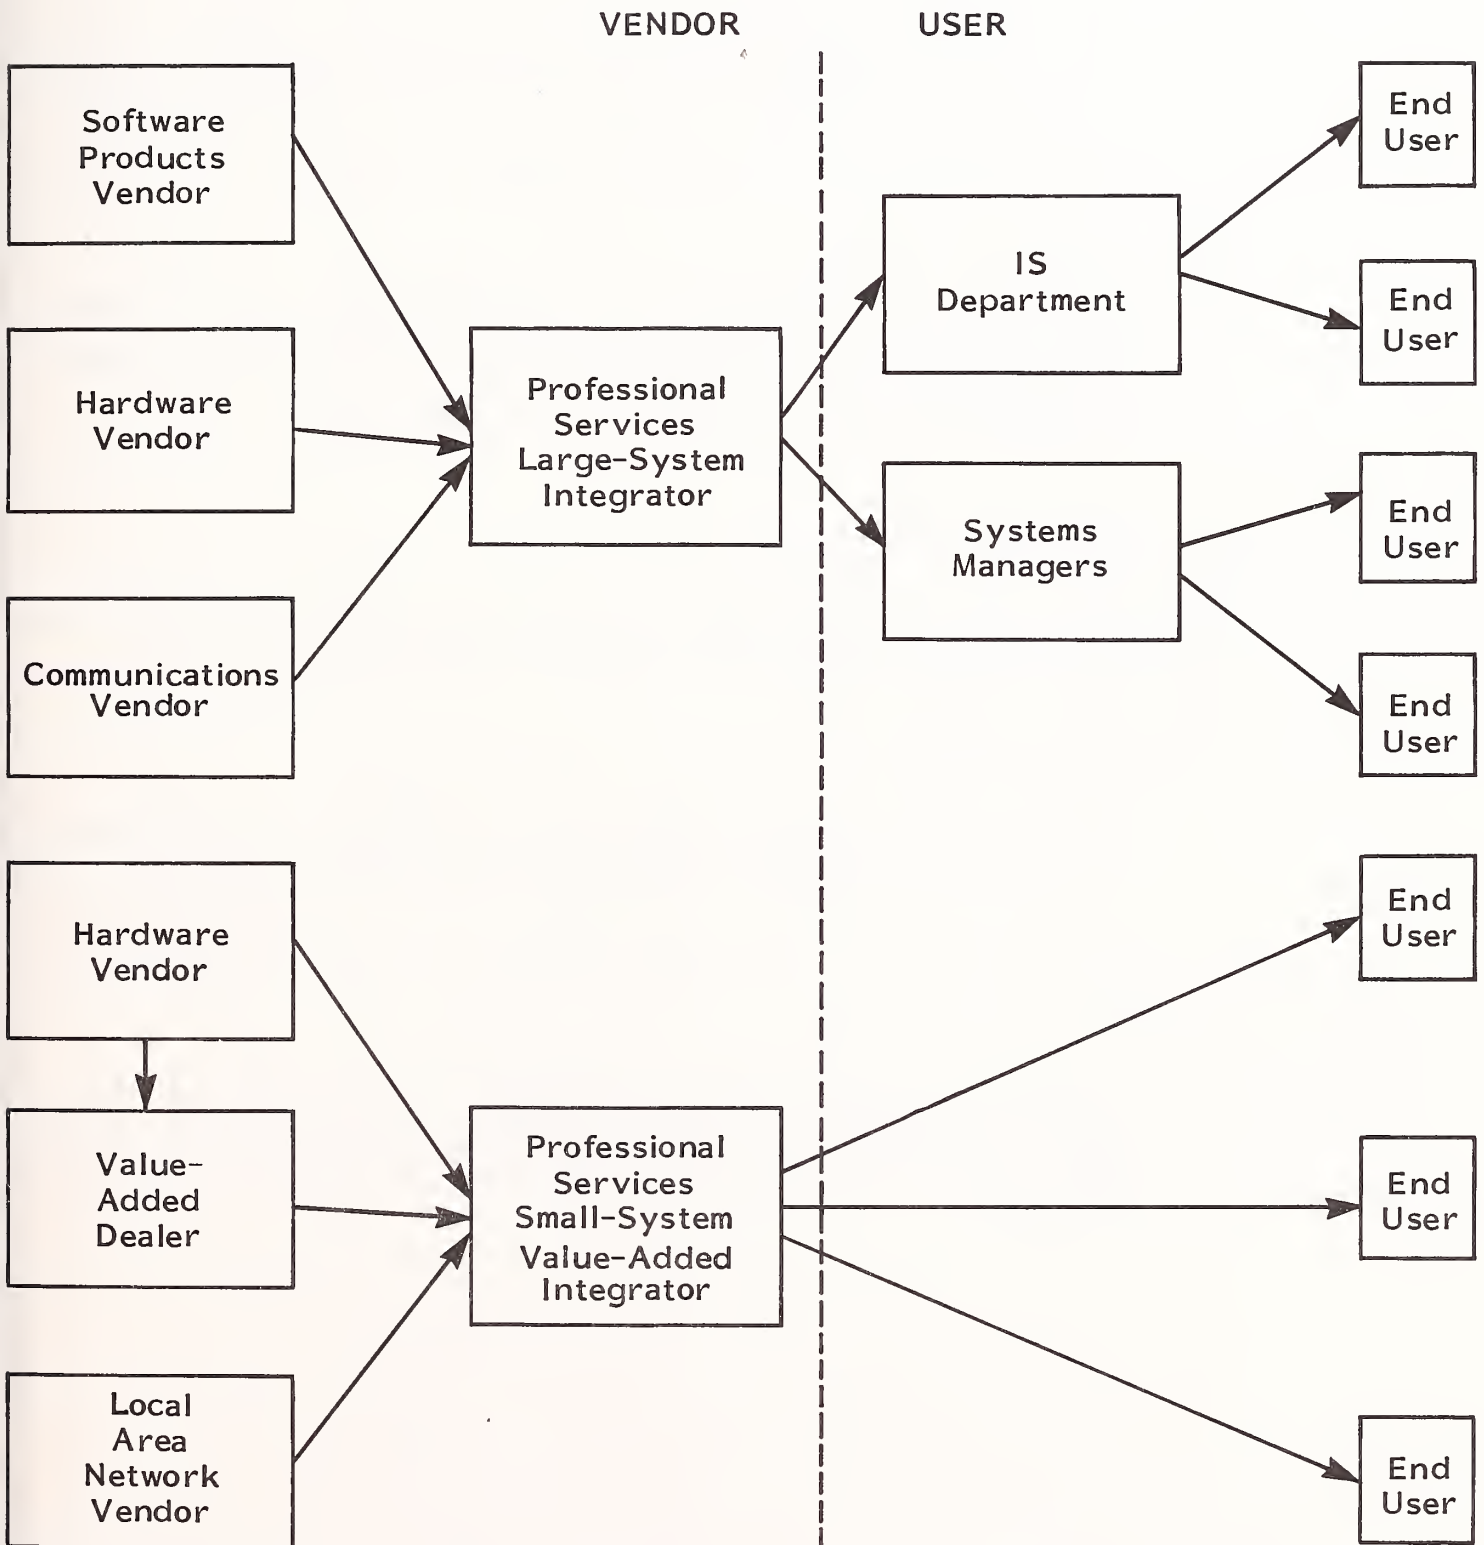 VENDOR
USER
Software
Products
Vendor
Hardware
Vendor
Communications
Vendor
Professional
Services
Large-System
Integrator
IS
Department
Systems
Managers
End
User
End
User
End
User
End
User
Hardware
Vendor
Value-
Added
Dealer
Local
Area
Network
Vendor
Professional
Services
Small-System
Value-Added
Integrator
End
User
End
User
End
User